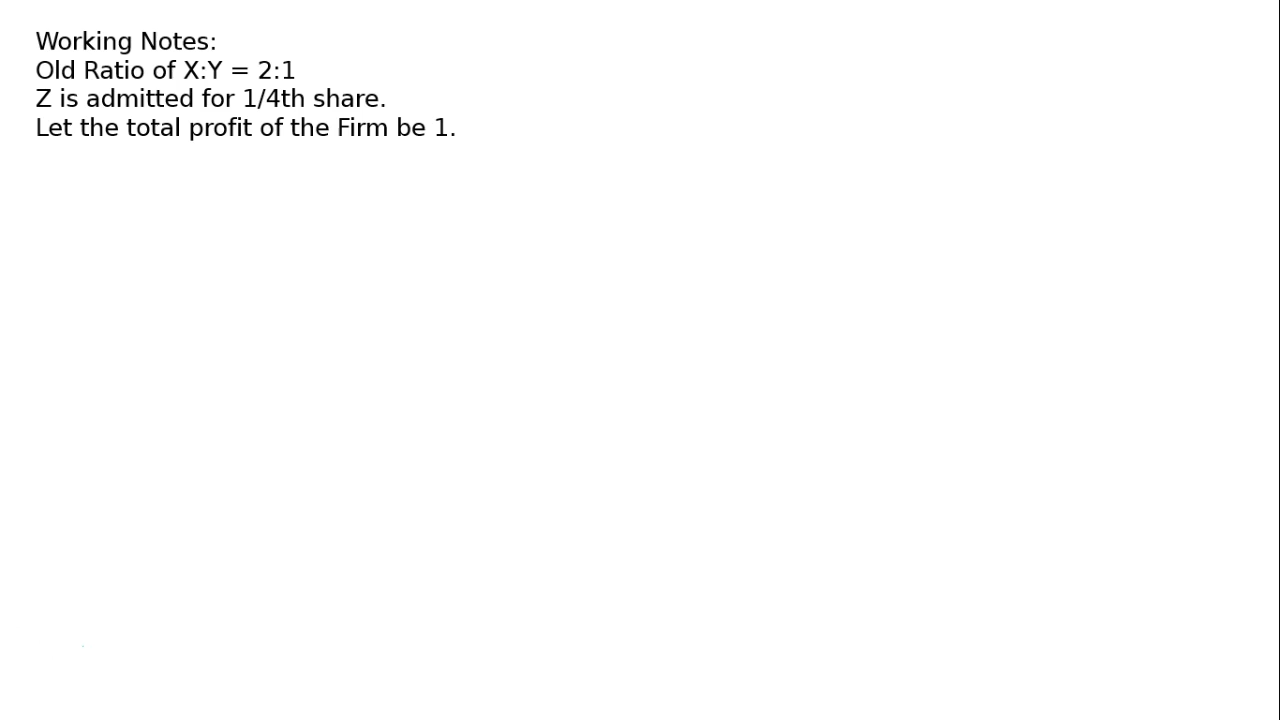 Working Notes:
Old Ratio of X:Y = 2:1
Z is admitted for 1/4th share.
Let the total profit of the Firm be 1.